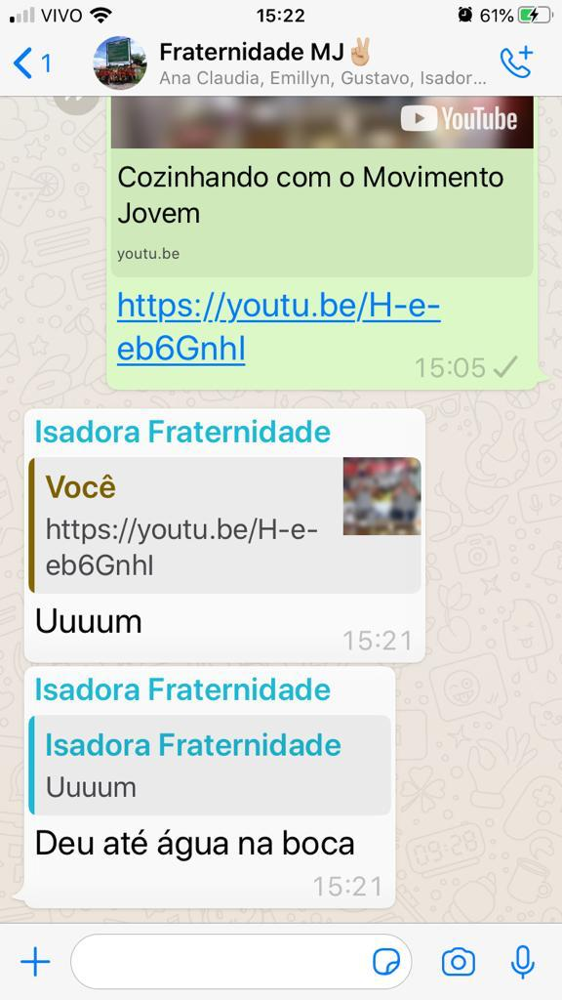 VIVO 15:22 61%
1 Fraternidade MJ✌🏼
Ana Claudia, Emillyn, Gustavo, Isador...
YouTube
Cozinhando com o Movimento
Jovem
youtu.be
https://youtu.be/H-e-
eb6GnhI
15:05
Isadora Fraternidade
Você
https://youtu.be/H-e-
eb6GnhI
Uuuum
15:21
Isadora Fraternidade
Isadora Fraternidade
Uuuum
Deu até água na boca
15:21